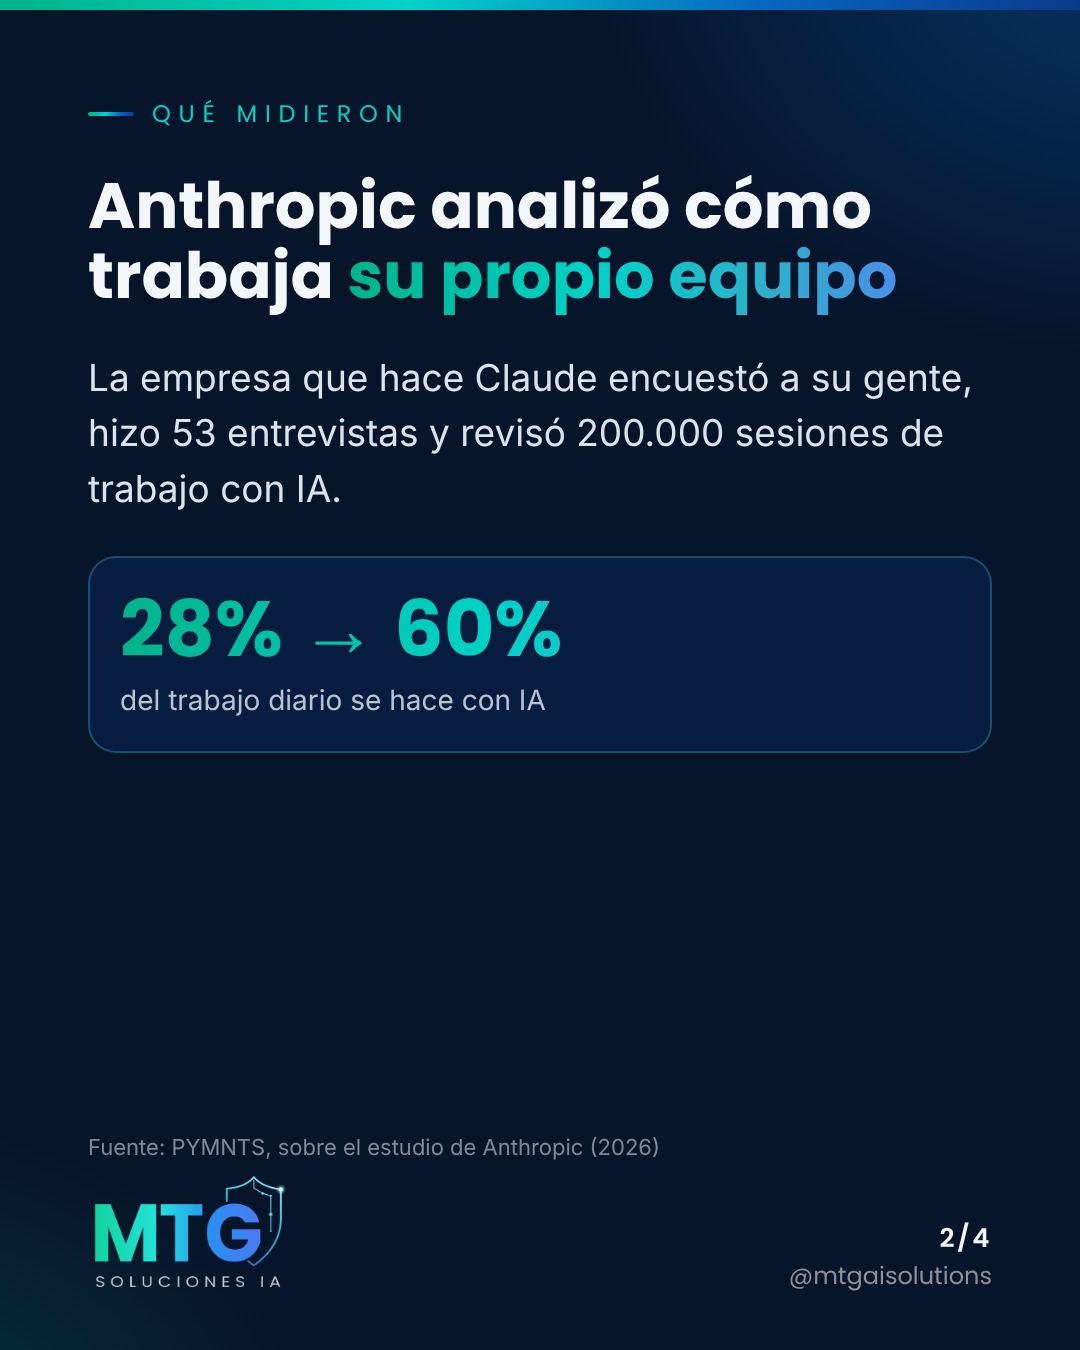 QUÉ MIDIERON
Anthropic analizó cómo
trabaja su propio equipo
La empresa que hace Claude encuestó a su gente,
hizo 53 entrevistas y revisó 200.000 sesiones de
trabajo con IA.
28% → 60%
del trabajo diario se hace con IA
Fuente: PYMNTS, sobre el estudio de Anthropic (2026)
MTG
SOLUCIONES IA
2/4
@mtgaisolutions